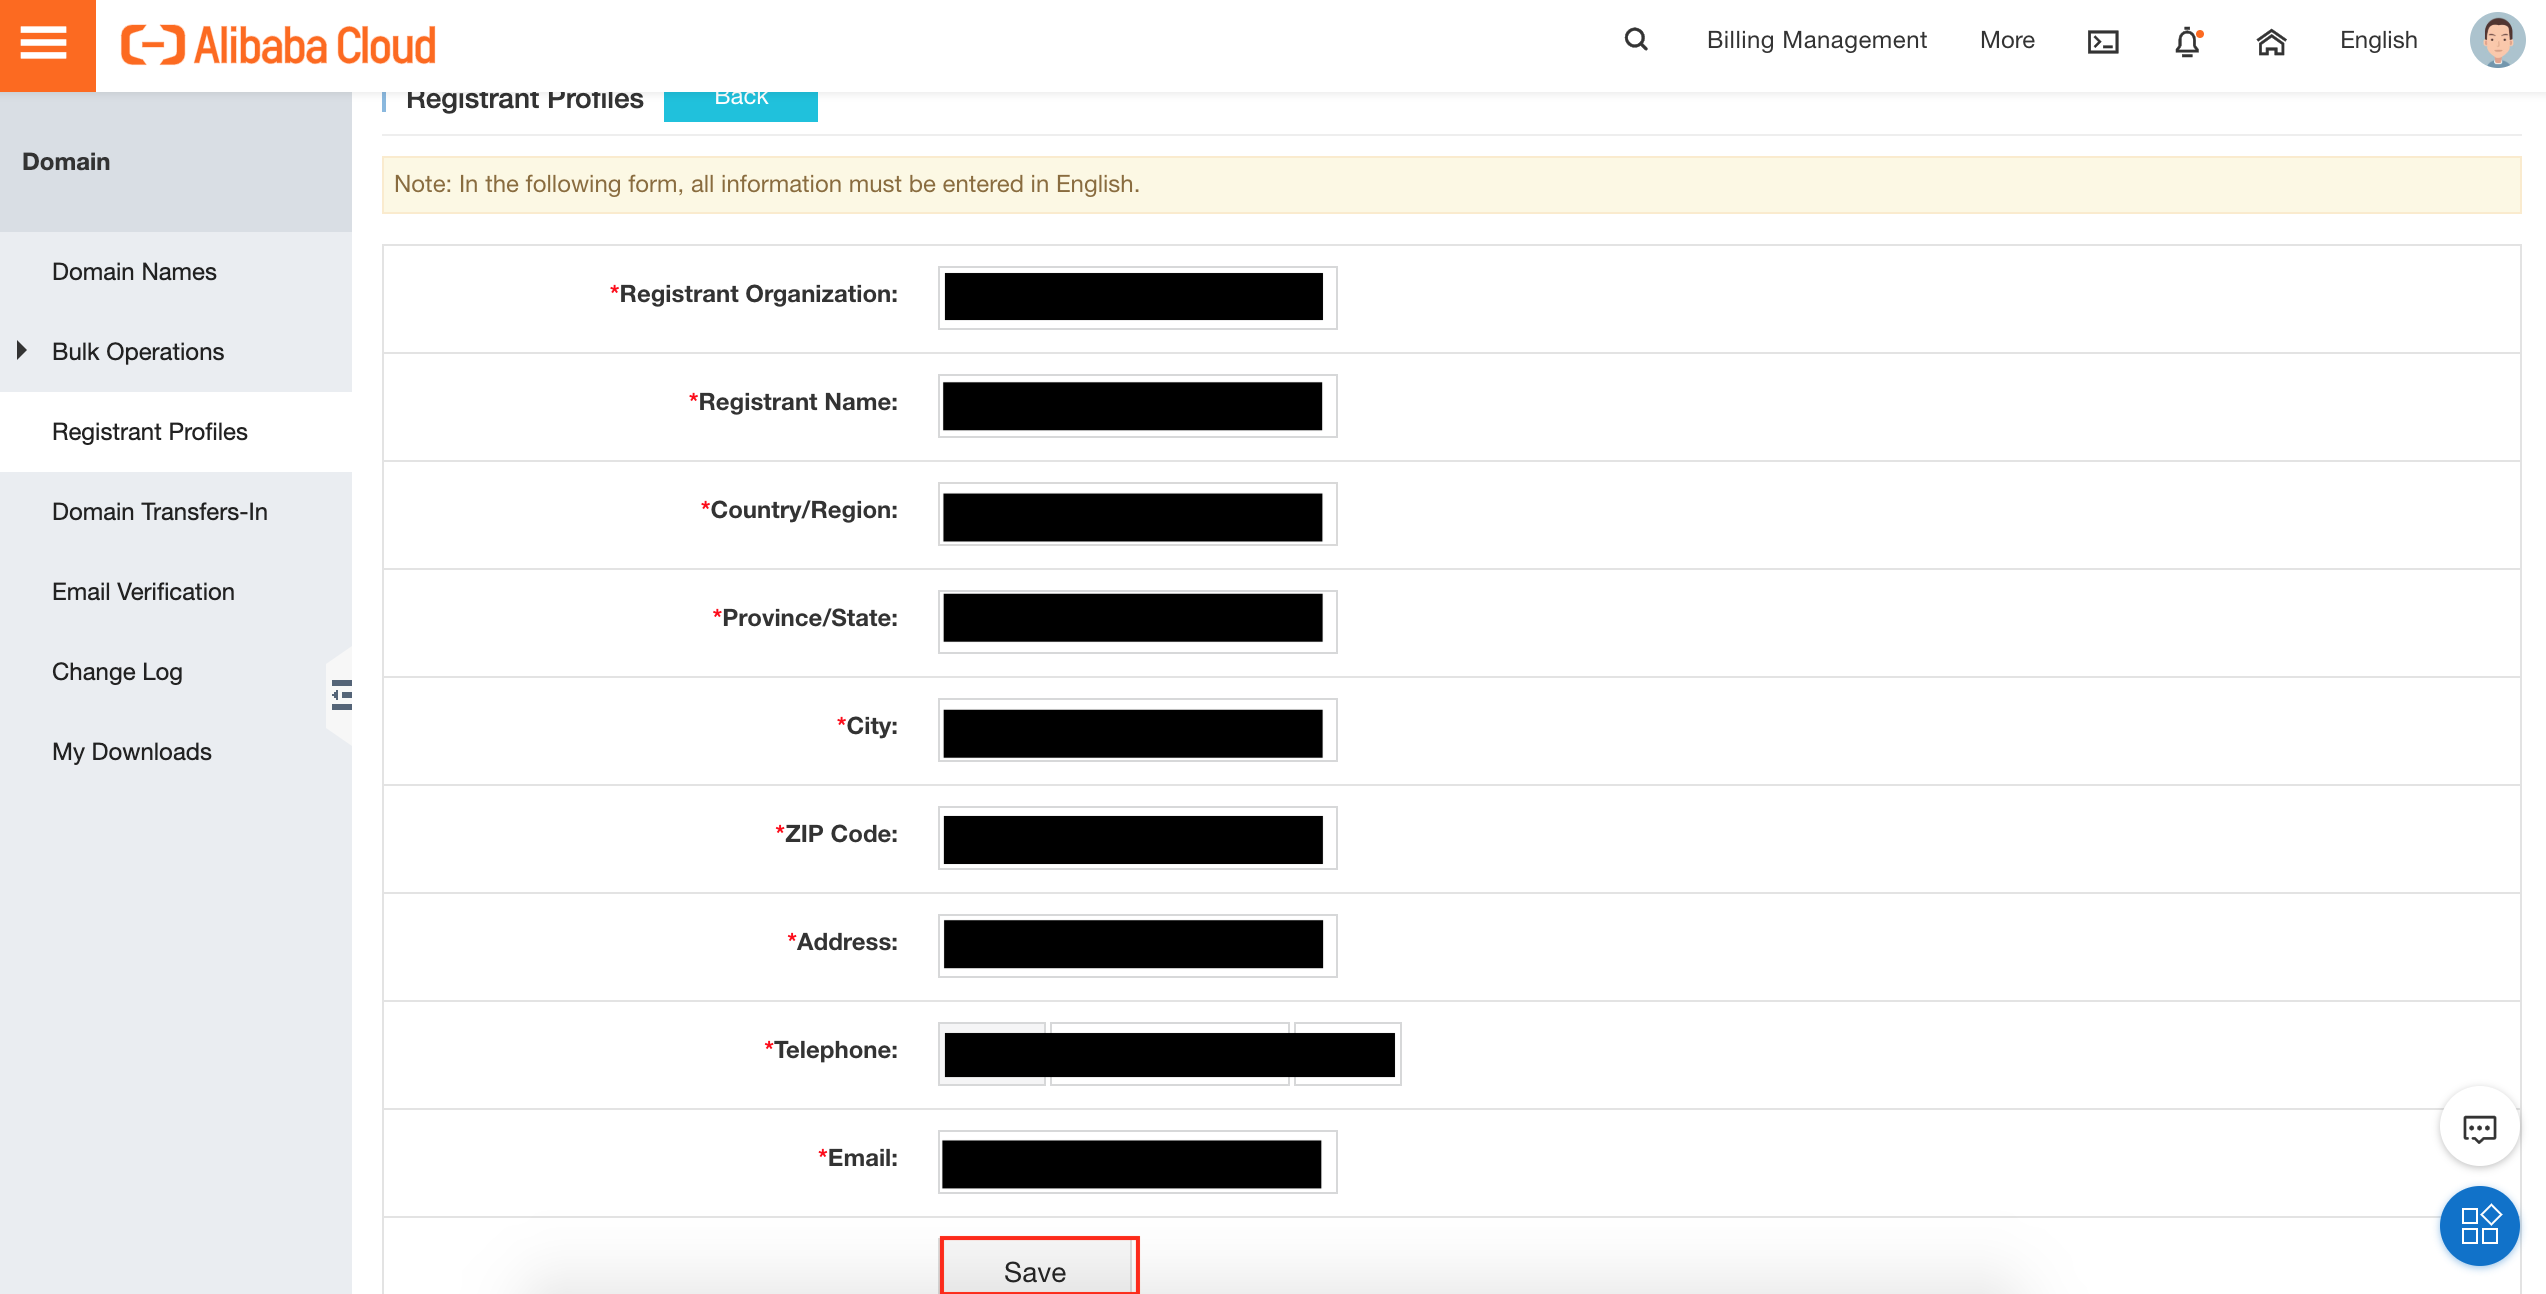 Alibaba Cloud
Billing Management
More
English
Registrant Profiles
Back
Domain
Note: In the following form, all information must be entered in English.
Domain Names
*Registrant Organization:
Bulk Operations
*Registrant Name:
Registrant Profiles
Domain Transfers-In
*Country/Region:
Email Verification
*Province/State:
Change Log
*City:
My Downloads
*ZIP Code:
*Address:
*Telephone:
*Email:
Save